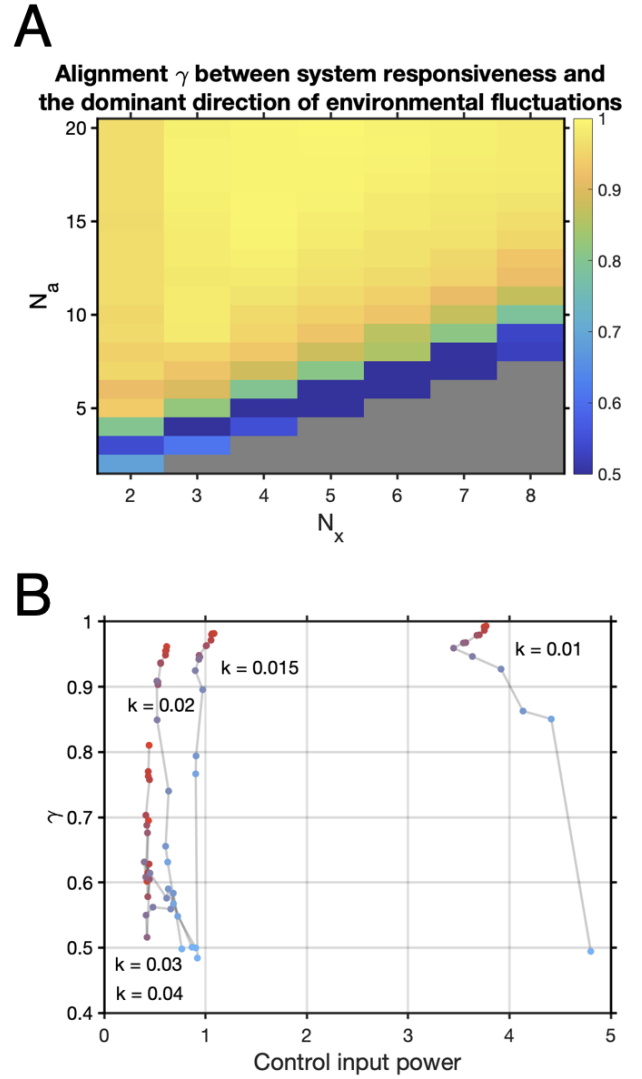 A
Alignment γ between system responsiveness and
the dominant direction of environmental fluctuations
20
15
10
5
N_a
2 3 4 5 6 7 8
N_x
1
0.9
0.8
0.7
0.6
0.5
B
1
0.9
0.8
0.7
0.6
0.5
0.4
γ
k = 0.01
k = 0.015
k = 0.02
k = 0.03
k = 0.04
0 1 2 3 4 5
Control input power